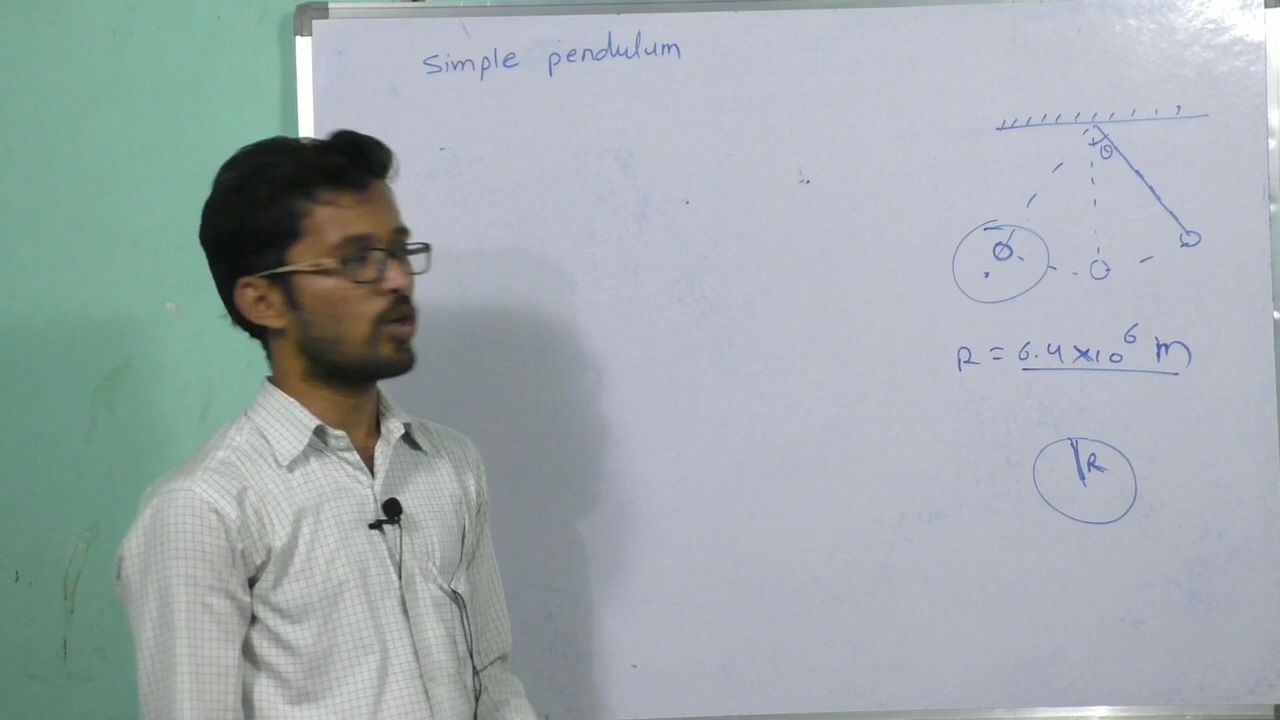 Simple pendulum
θ
R = 6.4 × 10⁶ m
R